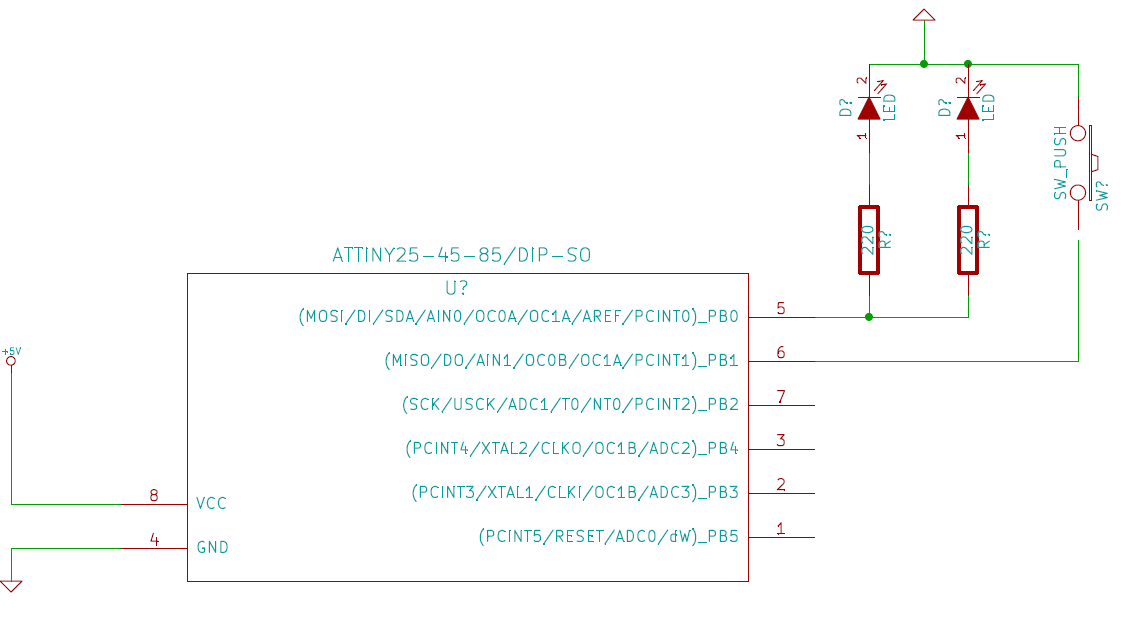 2
2
D?
LED
D?
LED
1
1
SW_PUSH
SW?
220
R?
220
R?
ATTINY25-45-85/DIP-SO
U?
(MOSI/DI/SDA/AIN0/OC0A/OC1A/AREF/PCINT0)_PB0
5
(MISO/DO/AIN1/OC0B/OC1A/PCINT1)_PB1
6
+5V
(SCK/USCK/ADC1/T0/NT0/PCINT2)_PB2
7
(PCINT4/XTAL2/CLKO/OC1B/ADC2)_PB4
3
(PCINT3/XTAL1/CLKI/OC1B/ADC3)_PB3
2
8
VCC
(PCINT5/RESET/ADC0/dW)_PB5
1
4
GND